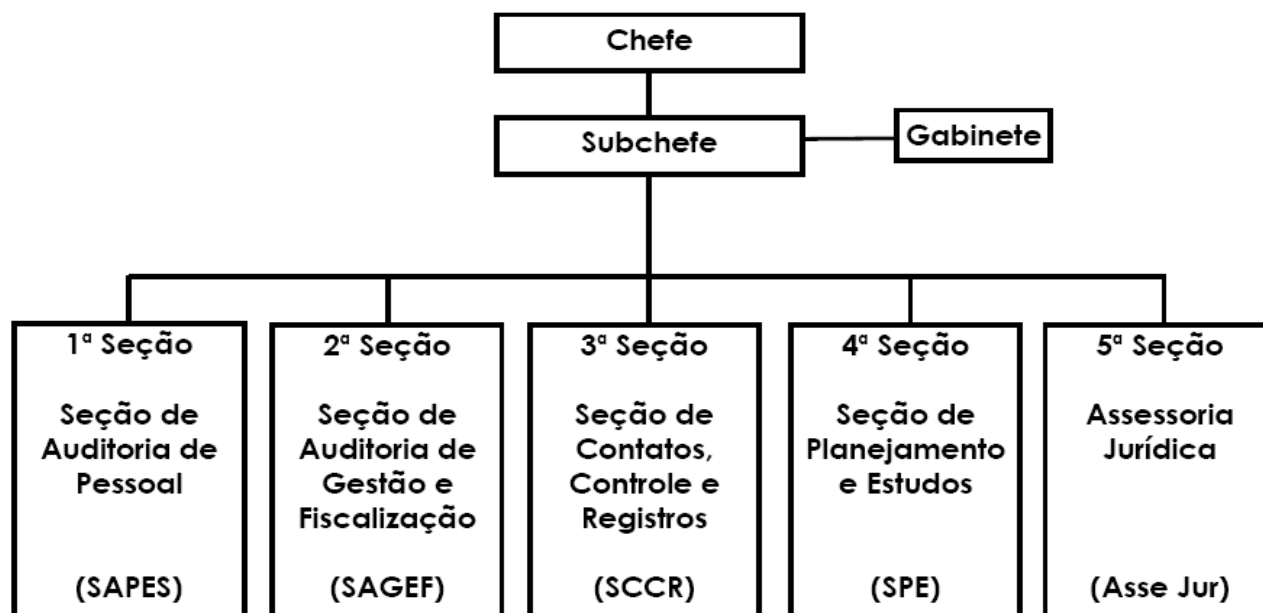 Chefe
Subchefe
Gabinete
1ª Seção
Seção de
Auditoria de
Pessoal
(SAPES)
2ª Seção
Seção de
Auditoria de
Gestão e
Fiscalização
(SAGEF)
3ª Seção
Seção de
Contatos,
Controle e
Registros
(SCCR)
4ª Seção
Seção de
Planejamento
e Estudos
(SPE)
5ª Seção
Assessoria
Jurídica
(Asse Jur)